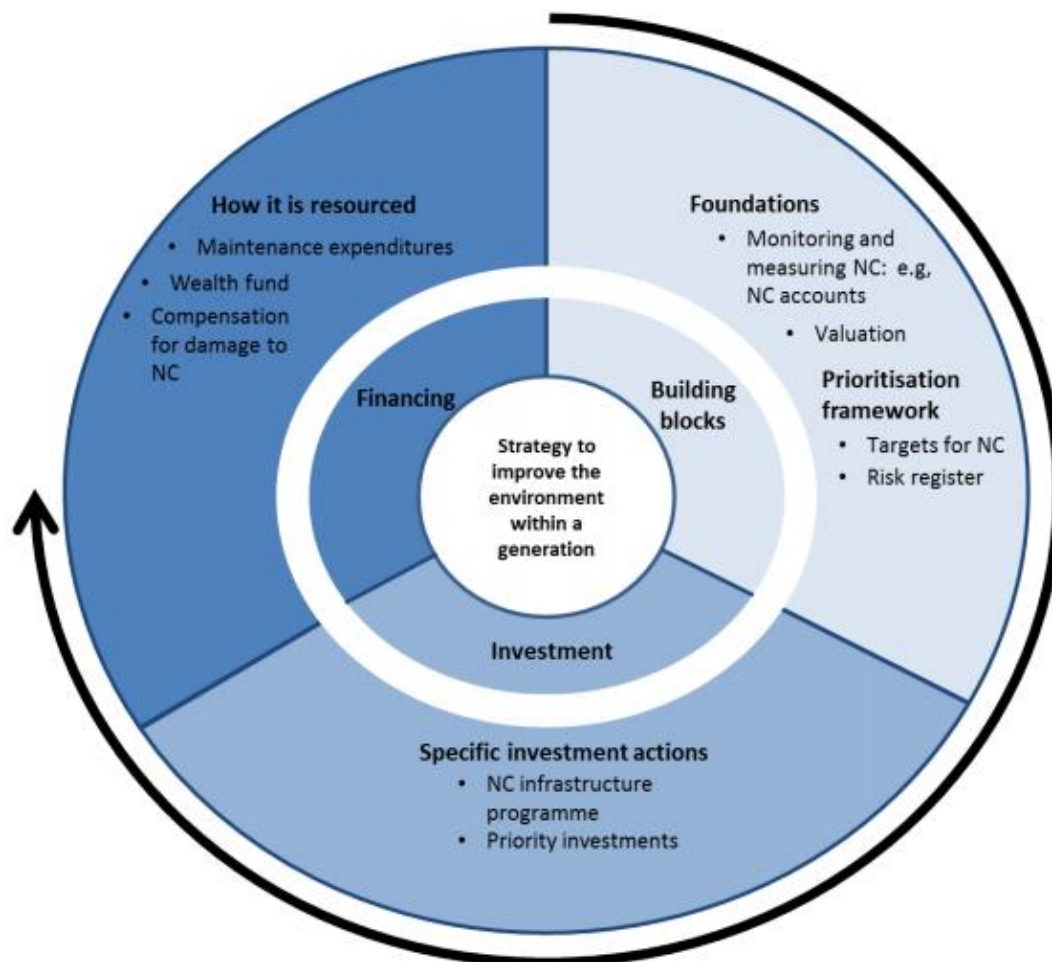 How it is resourced
• Maintenance expenditures
• Wealth fund
• Compensation
for damage to
NC
Financing
Foundations
• Monitoring and
measuring NC: e.g,
NC accounts
• Valuation
Prioritisation
framework
• Targets for NC
• Risk register
Building
blocks
Strategy to
improve the
environment
within a
generation
Investment
Specific investment actions
• NC infrastructure
programme
• Priority investments